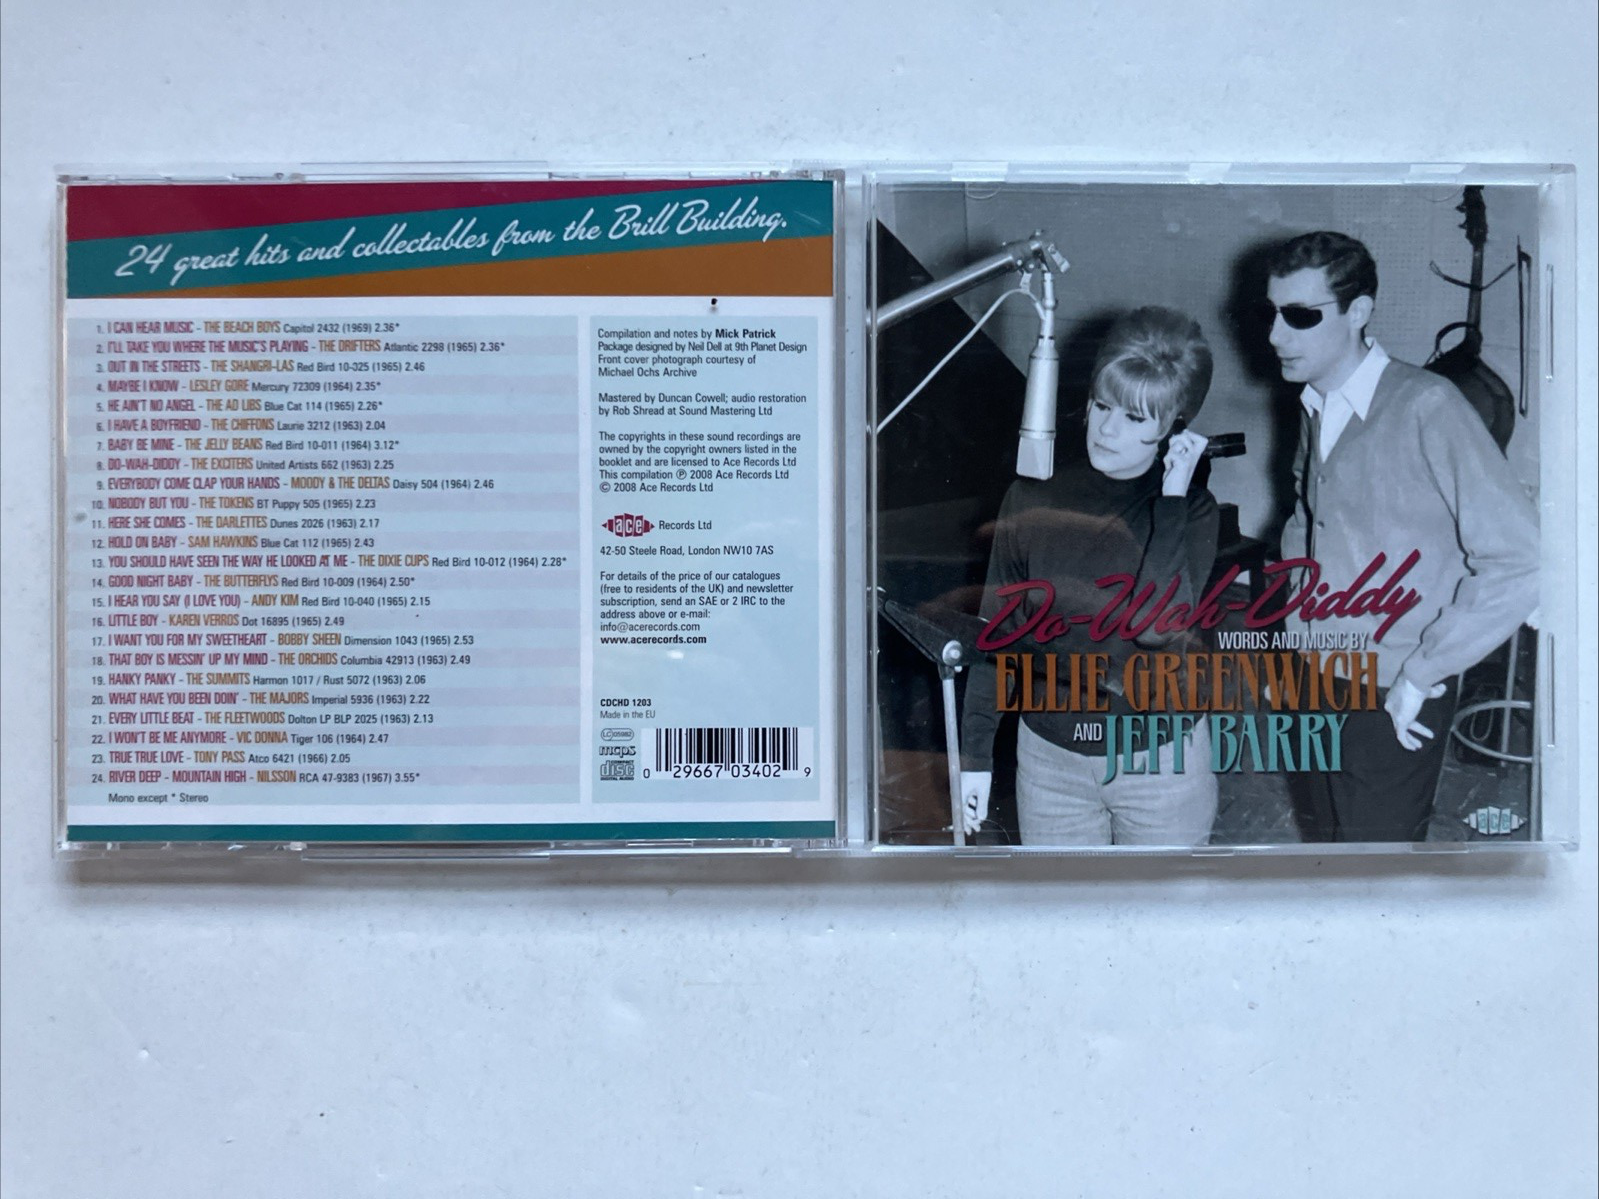 24 great hits and collectables from the Brill Building.
1. I CAN HEAR MUSIC - THE BEACH BOYS Capitol 2432 (1969) 2.36*
2. I'LL TAKE YOU WHERE THE MUSIC'S PLAYING - THE DRIFTERS Atlantic 2298 (1965) 2.36*
3. OUT IN THE STREETS - THE SHANGRI-LAS Red Bird 10-025 (1965) 2.46
4. MAYBE I KNOW - LESLEY GORE Mercury 72309 (1964) 2.35*
5. HE AIN'T NO ANGEL - THE AD LIBS Blue Cat 114 (1965) 2.26*
6. I HAVE A BOYFRIEND - THE CHIFFONS Laurie 3212 (1963) 2.04
7. BABY BE MINE - THE JELLY BEANS Red Bird 10-011 (1964) 3.12*
8. DO-WAH-DIDDY - THE EXCITERS United Artists 662 (1963) 2.25
9. EVERYBODY COME CLAP YOUR HANDS - MOODY & THE DELTAS Daisy 504 (1964) 2.46
10. NOBODY BUT YOU - THE TOKENS BT Puppy 505 (1965) 2.23
11. HERE SHE COMES - THE DARLETTES Dunes 2026 (1963) 2.17
12. HOLD ON BABY - SAM HAWKINS Blue Cat 112 (1965) 2.43
13. YOU SHOULD HAVE SEEN THE WAY HE LOOKED AT ME - THE DIXIE CUPS Red Bird 10-012 (1964) 2.28*
14. GOOD NIGHT BABY - THE BUTTERFLYS Red Bird 10-009 (1964) 2.50*
15. I HEAR YOU SAY (I LOVE YOU) - ANDY KIM Red Bird 10-040 (1965) 2.15
16. LITTLE BOY - KAREN VERROS Dot 16895 (1965) 2.49
17. I WANT YOU FOR MY SWEETHEART - BOBBY SHEEN Dimension 1043 (1965) 2.53
18. THAT BOY IS MESSIN' UP MY MIND - THE ORCHIDS Columbia 42913 (1963) 2.49
19. HANKY PANKY - THE SUMMITS Harmon 1017 / Rust 5072 (1963) 2.06
20. WHAT HAVE YOU BEEN DOIN' - THE MAJORS Imperial 5936 (1963) 2.22
21. EVERY LITTLE BEAT - THE FLEETWOODS Dolton LP BLP 2025 (1963) 2.13
22. I WON'T BE ME ANYMORE - VIC DONNA Tiger 106 (1964) 2.47
23. TRUE TRUE LOVE - TONY PASS Atco 6421 (1966) 2.05
24. RIVER DEEP - MOUNTAIN HIGH - NILSSON RCA 47-9383 (1967) 3.55*
Mono except * Stereo
Compilation and notes by Mick Patrick
Package designed by Neil Dell at 9th Planet Design
Front cover photograph courtesy of
Michael Ochs Archive
Mastered by Duncan Cowell; audio restoration
by Rob Shread at Sound Mastering Ltd
The copyrights in these sound recordings are
owned by the copyright owners listed in the
booklet and are licensed to Ace Records Ltd
This compilation ℗ 2008 Ace Records Ltd
© 2008 Ace Records Ltd
ace Records Ltd
42-50 Steele Road, London NW10 7AS
For details of the price of our catalogues
(free to residents of the UK) and newsletter
subscription, send an SAE or 2 IRC to the
address above or e-mail:
info@acerecords.com
www.acerecords.com
CDCHD 1203
Made in the EU
LC 05982
mcps
COMPACT
disc
DIGITAL AUDIO
0 29667 03402 9
Do-Wah-Diddy
WORDS AND MUSIC BY
ELLIE GREENWICH
AND JEFF BARRY
ace